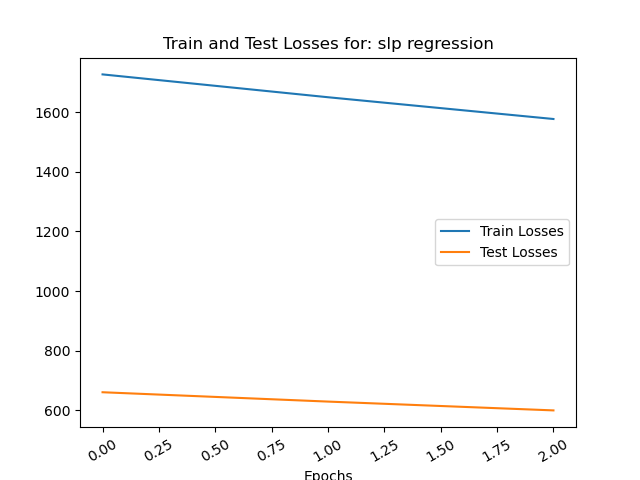 Train and Test Losses for: slp regression
1600
1400
1200
1000
800
600
Train Losses
Test Losses
0.00 0.25 0.50 0.75 1.00 1.25 1.50 1.75 2.00
Epochs